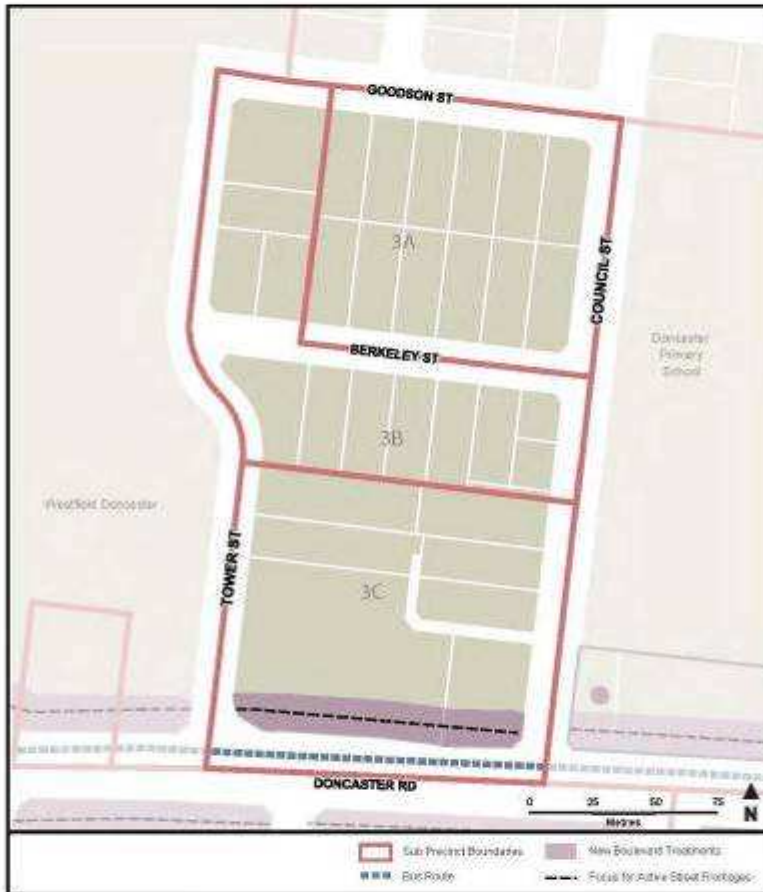 GOODSON ST
3A
COUNCIL ST
Doncaster
Primary
School
BERKELEY ST
3B
Westfield Doncaster
TOWER ST
3C
DONCASTER RD
0 25 50 75
Metres
N
Sub Precinct Boundaries
New Boulevard Treatments
Bus Route
Focus for Active Street Frontages